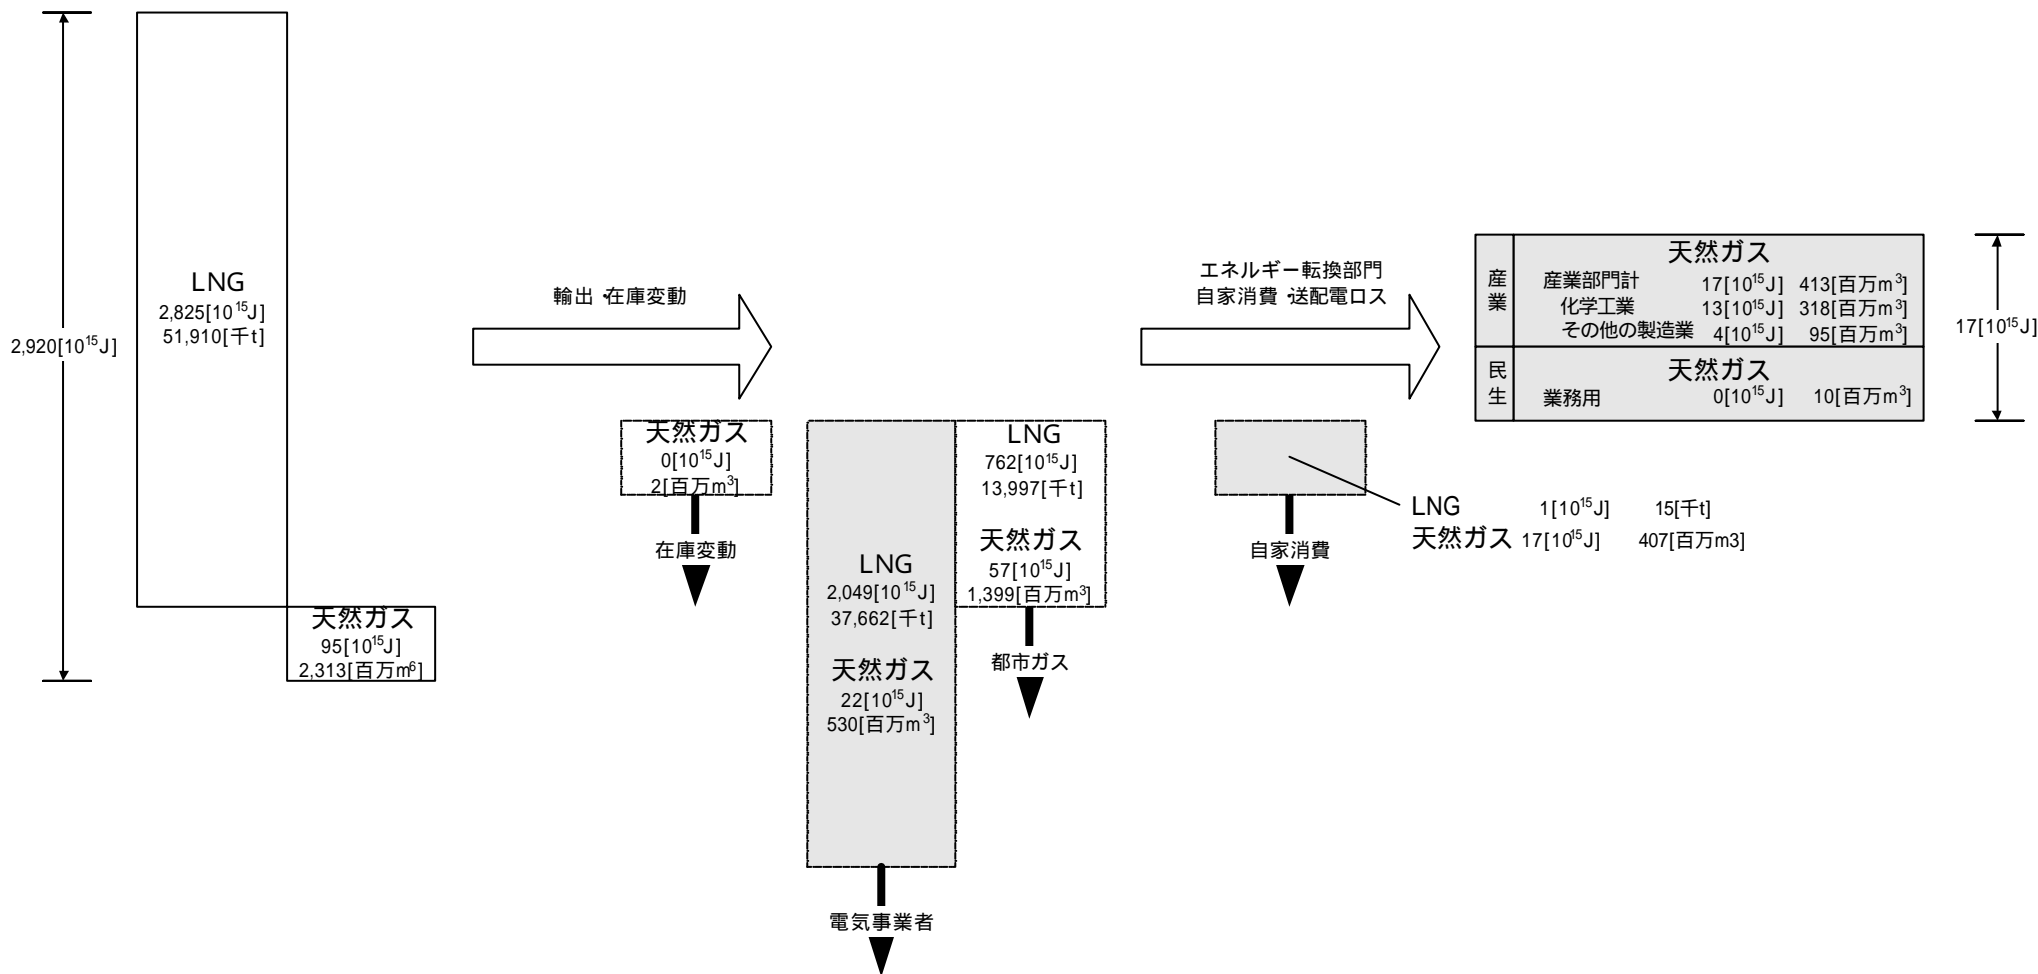 2,920[10¹⁵J]
LNG
2,825[10¹⁵J]
51,910[千t]
天然ガス
95[10¹⁵J]
2,313[百万m⁶]
輸出・在庫変動
天然ガス
0[10¹⁵J]
2[百万m³]
在庫変動
LNG
2,049[10¹⁵J]
37,662[千t]
天然ガス
22[10¹⁵J]
530[百万m³]
電気事業者
LNG
762[10¹⁵J]
13,997[千t]
天然ガス
57[10¹⁵J]
1,399[百万m³]
都市ガス
エネルギー転換部門
自家消費・送配電ロス
自家消費
LNG 1[10¹⁵J] 15[千t]
天然ガス 17[10¹⁵J] 407[百万m3]
産業
天然ガス
産業部門計 17[10¹⁵J] 413[百万m³]
化学工業 13[10¹⁵J] 318[百万m³]
その他の製造業 4[10¹⁵J] 95[百万m³]
民生
天然ガス
業務用 0[10¹⁵J] 10[百万m³]
17[10¹⁵J]